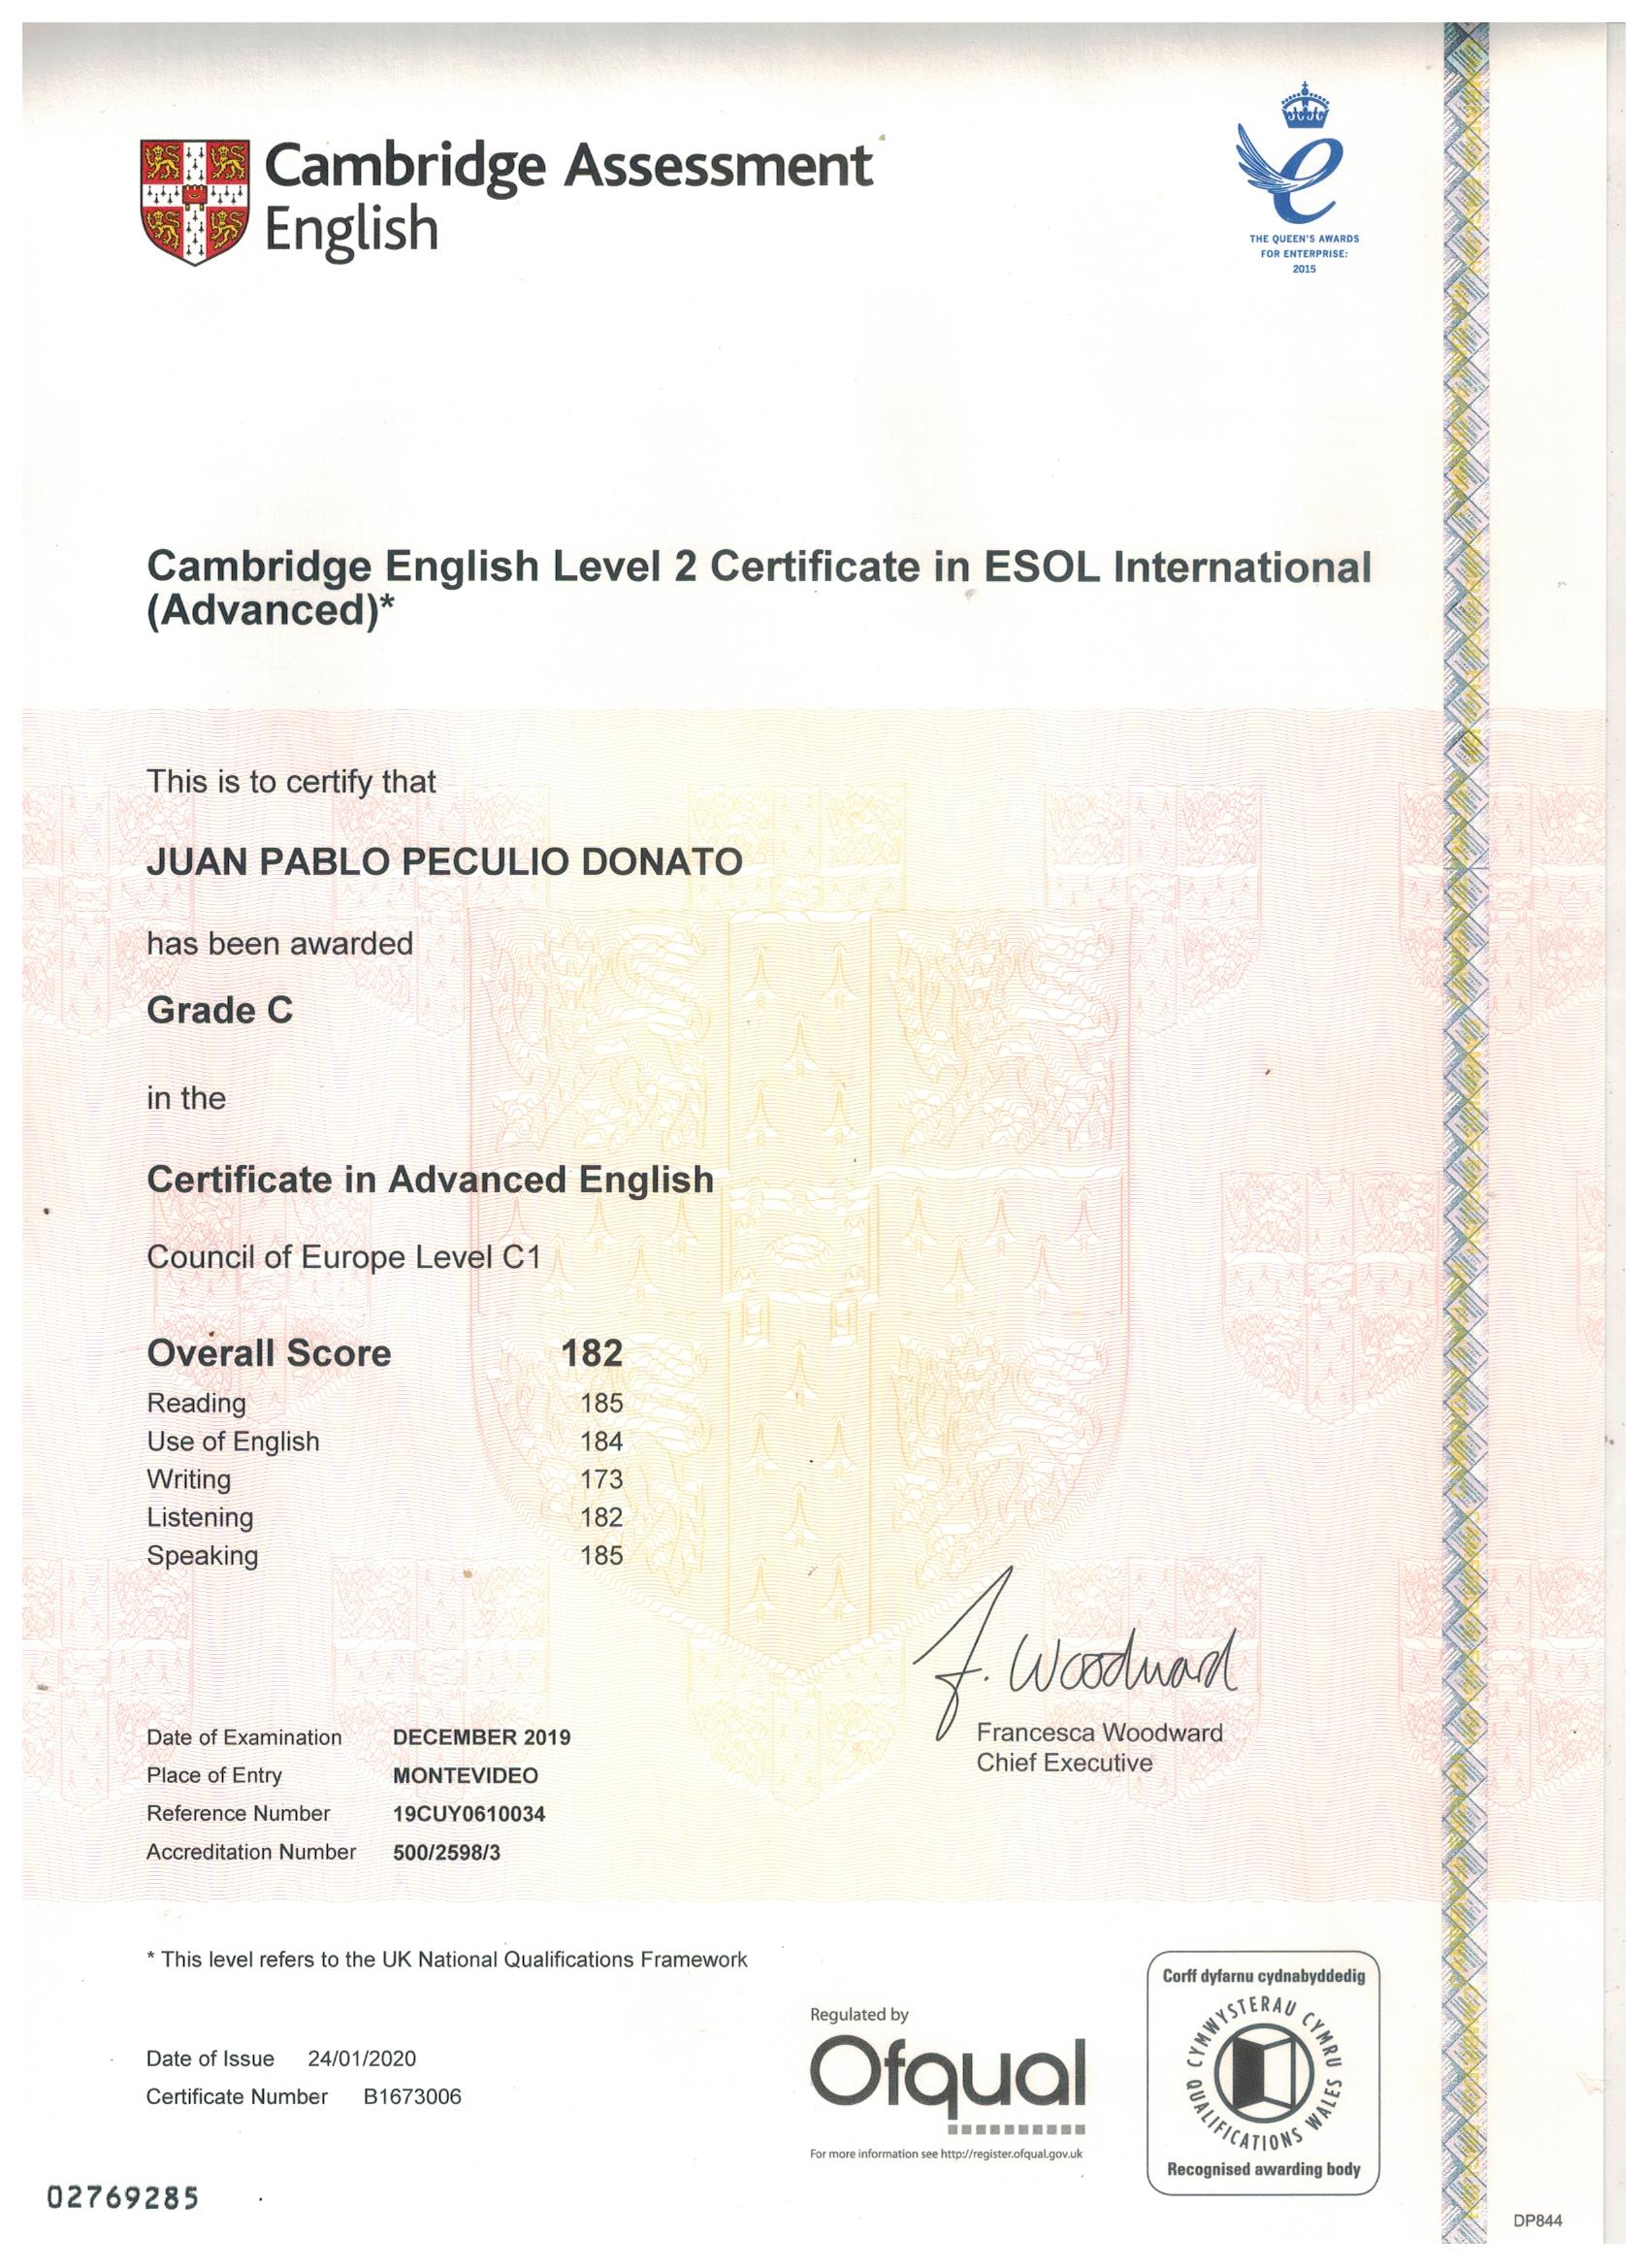 Cambridge Assessment
English
THE QUEEN'S AWARDS
FOR ENTERPRISE:
2015
Cambridge English Level 2 Certificate in ESOL International
(Advanced)*
This is to certify that
JUAN PABLO PECULIO DONATO
has been awarded
Grade C
in the
Certificate in Advanced English
Council of Europe Level C1
Overall Score 182
Reading 185
Use of English 184
Writing 173
Listening 182
Speaking 185
F. Woodward
Francesca Woodward
Chief Executive
Date of Examination DECEMBER 2019
Place of Entry MONTEVIDEO
Reference Number 19CUY0610034
Accreditation Number 500/2598/3
* This level refers to the UK National Qualifications Framework
Date of Issue 24/01/2020
Certificate Number B1673006
Regulated by
Ofqual
For more information see http://register.ofqual.gov.uk
Corff dyfarnu cydnabyddedig
CYMWYSTERAU CYMRU
QUALIFICATIONS WALES
Recognised awarding body
02769285
DP844